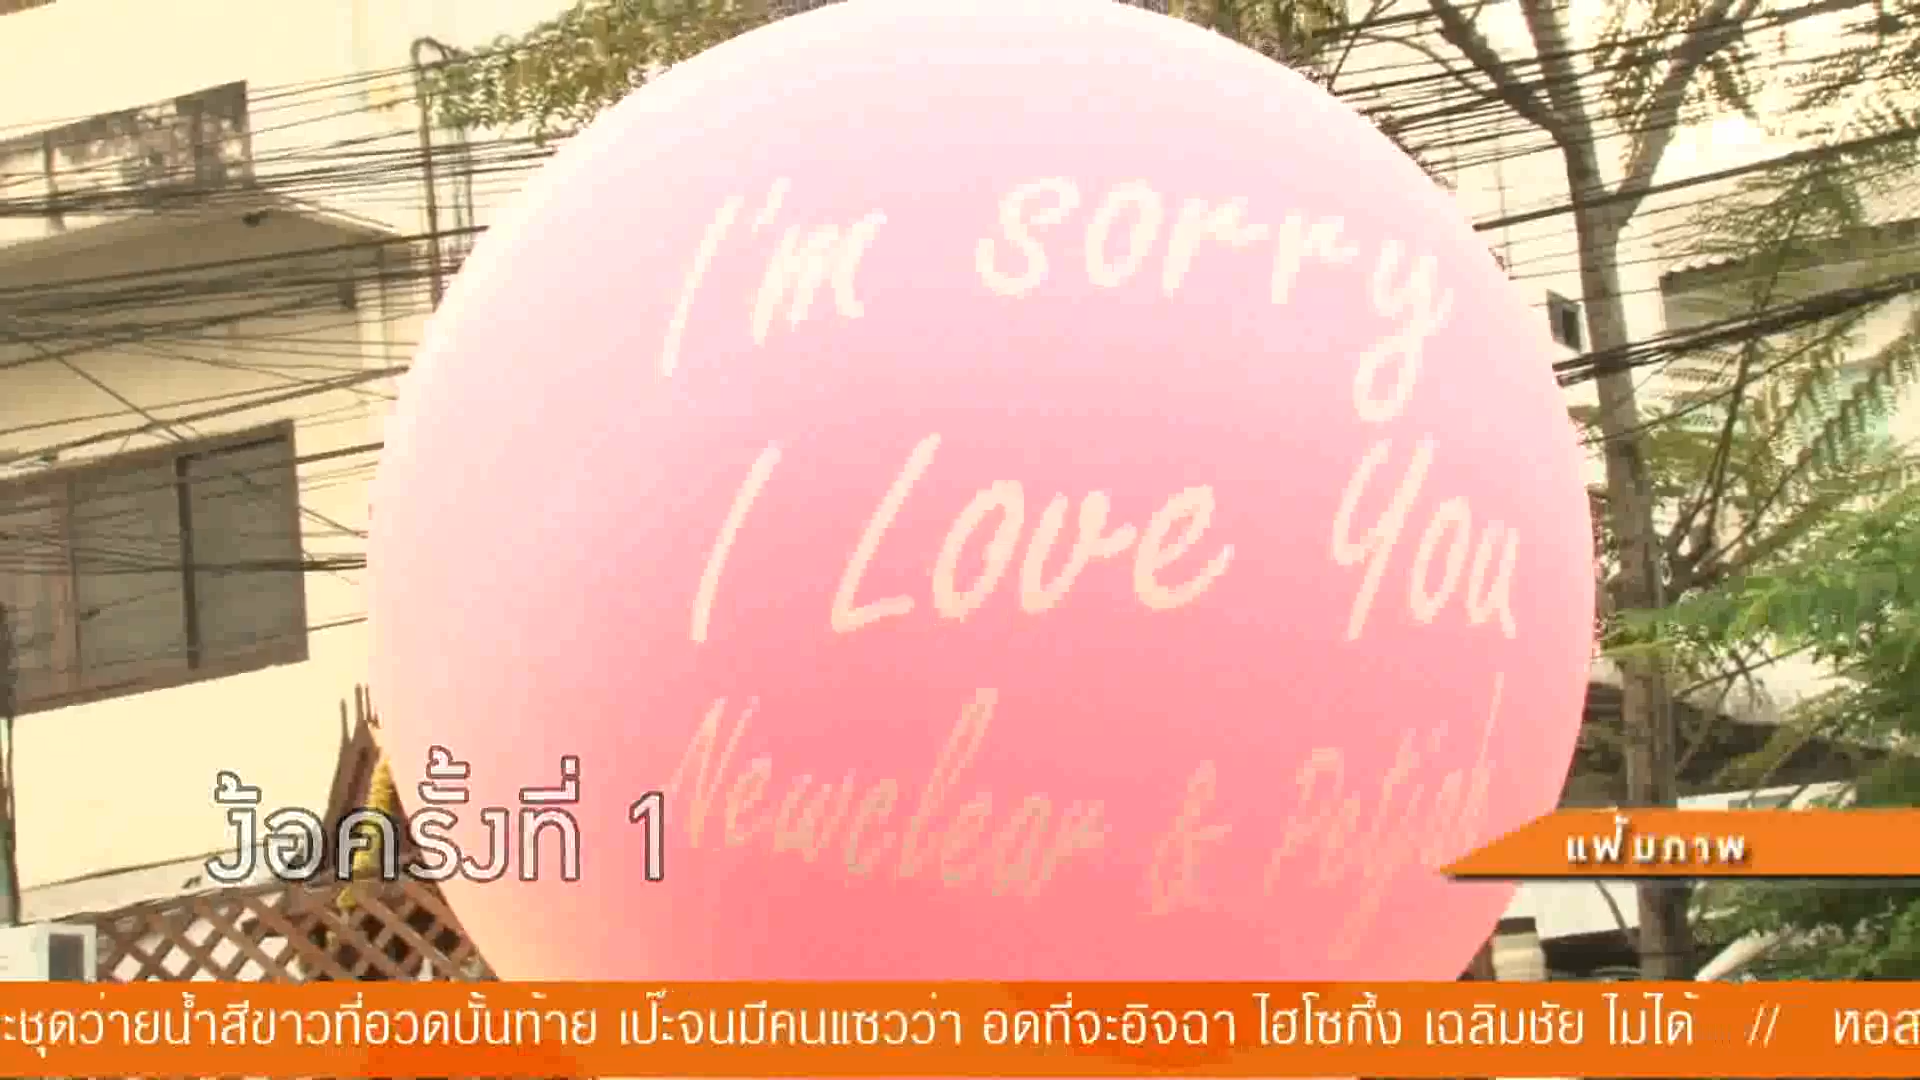 I'm sorry
I Love You
Newclear &
ง้อครั้งที่ 1
แฟ้มภาพ
ะชุดว่ายน้ำสีขาวที่อวดบั้นท้าย เป๊ะจนมีคนแซวว่า อดที่จะอิจฉา ไฮโซกึ้ง เฉลิมชัย ไม่ได้ // ทอส